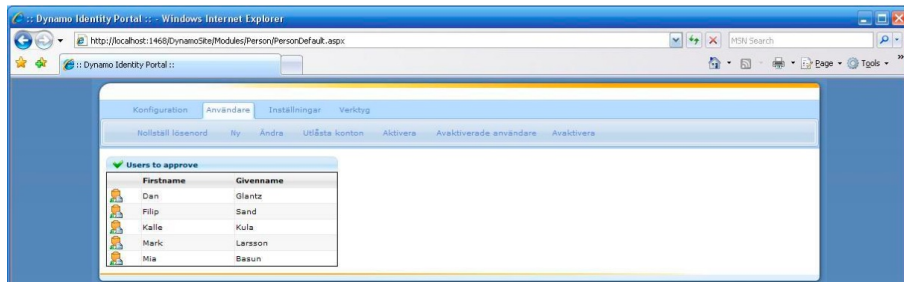 :: Dynamo Identity Portal :: - Windows Internet Explorer
http://localhost:1468/DynamoSite/Modules/Person/PersonDefault.aspx
MSN Search
:: Dynamo Identity Portal ::
Page Tools »
Konfiguration Användare Inställningar Verktyg
Nollställ lösenord Ny Ändra Utlåsta konton Aktivera Avaktiverade användare Avaktivera
Users to approve
Firstname Givenname
Dan Glantz
Filip Sand
Kalle Kula
Mark Larsson
Mia Basun